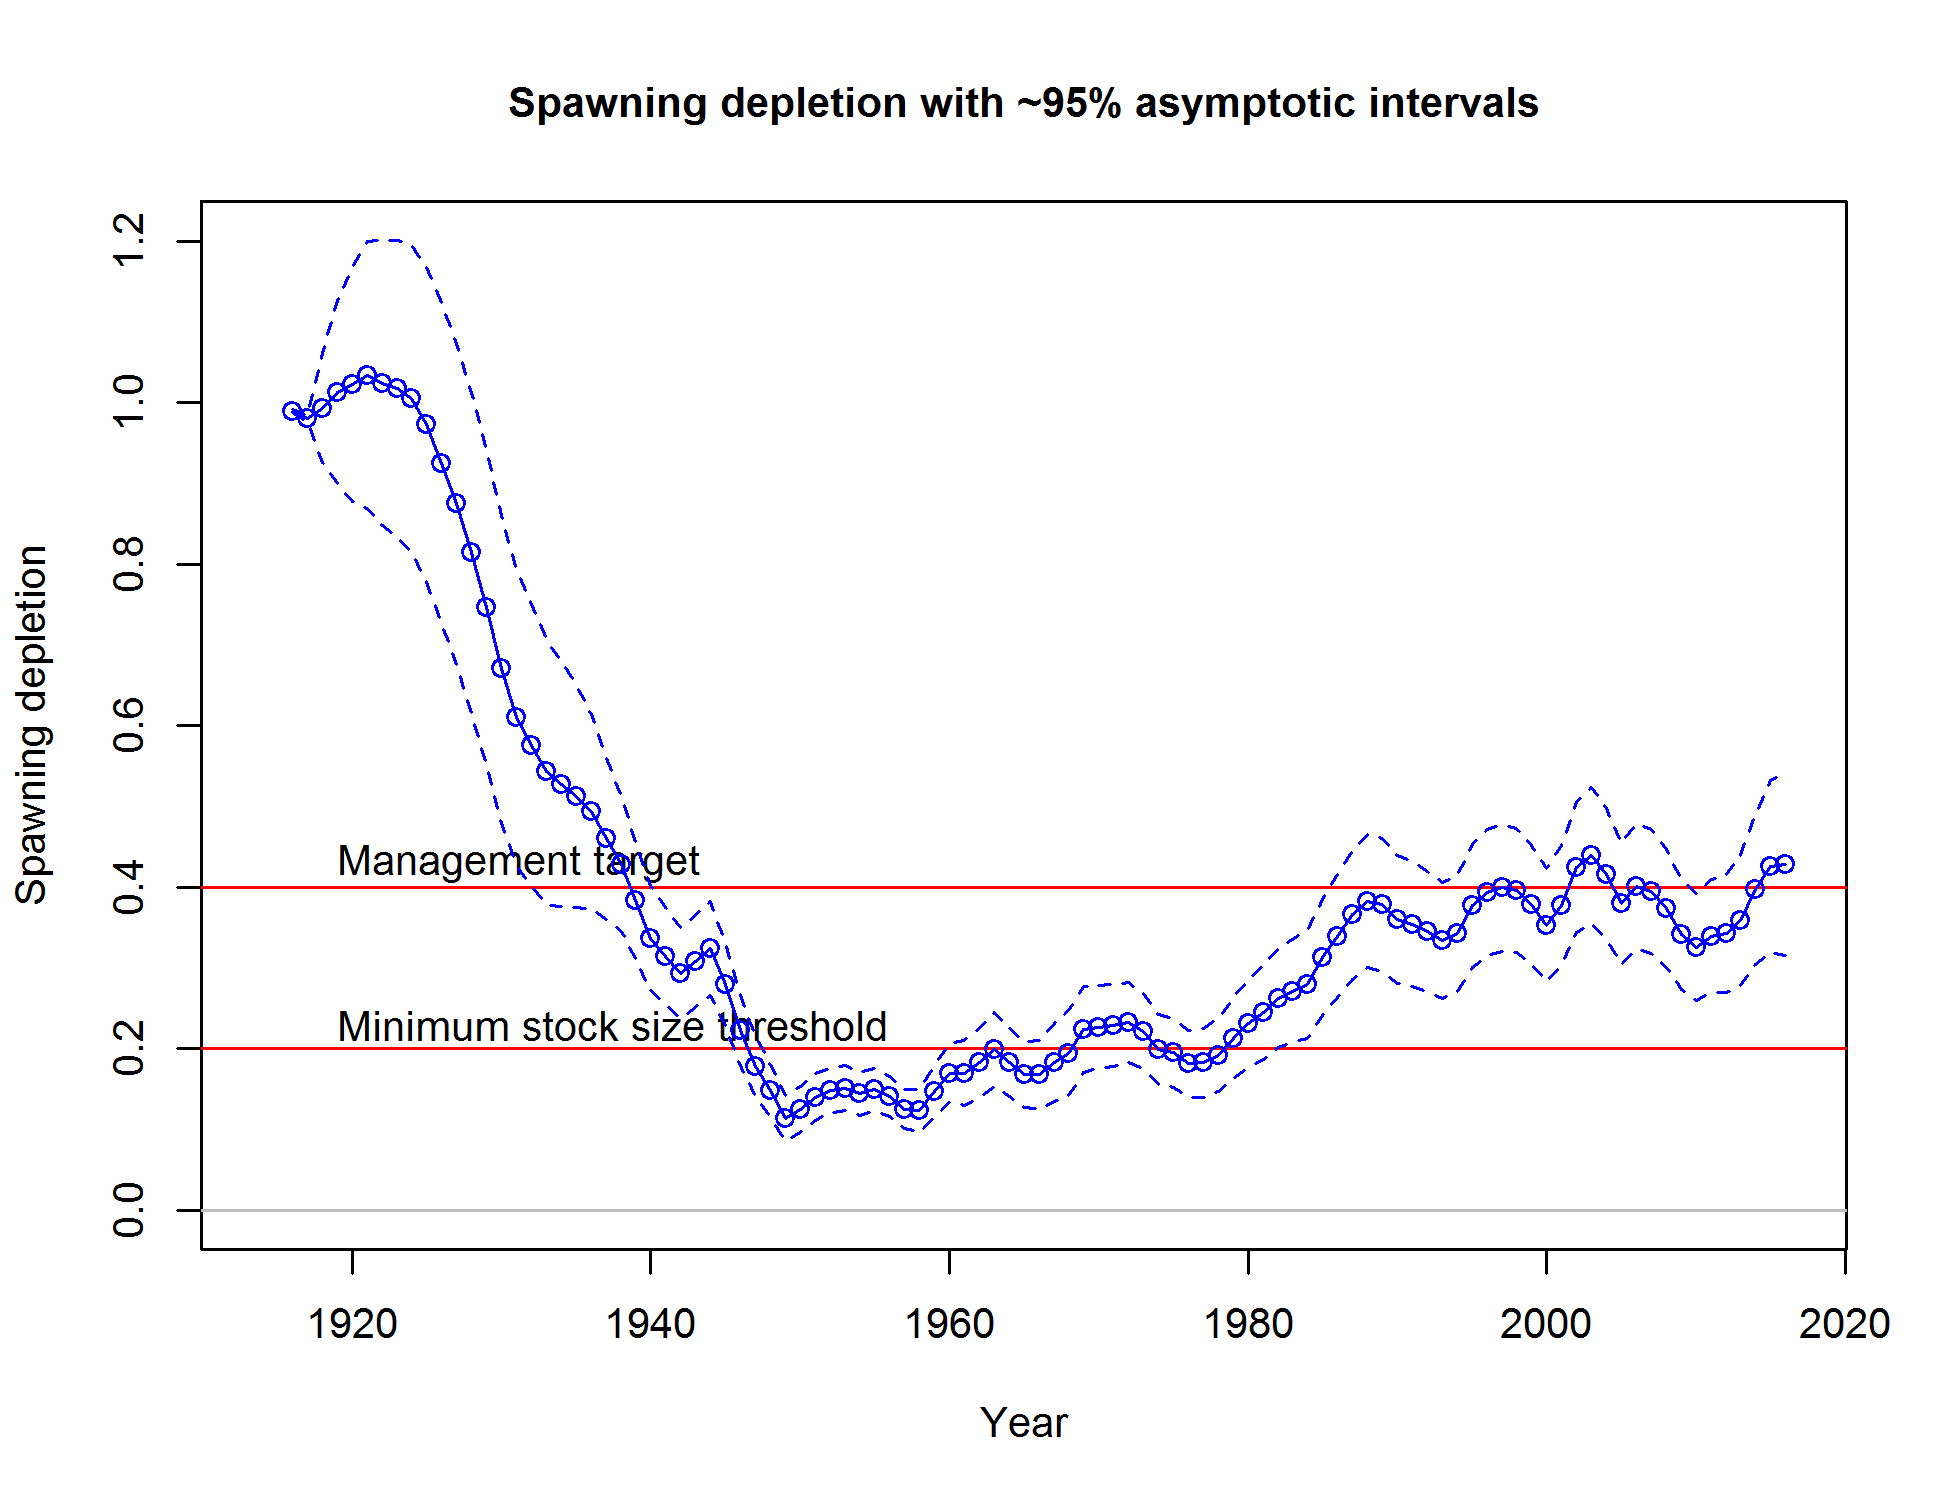 Spawning depletion with ~95% asymptotic intervals
Spawning depletion
1.2
1.0
0.8
0.6
0.4
0.2
0.0
Management target
Minimum stock size threshold
1920 1940 1960 1980 2000 2020
Year